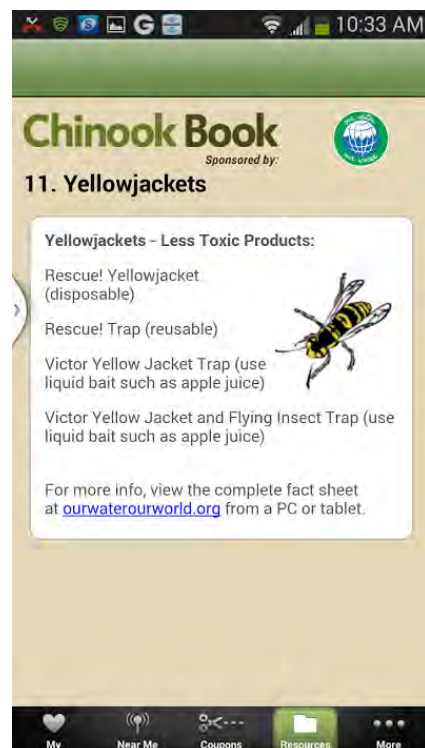 10:33 AM
Chinook Book
Sponsored by:
11. Yellowjackets
Yellowjackets - Less Toxic Products:
Rescue! Yellowjacket
(disposable)
Rescue! Trap (reusable)
Victor Yellow Jacket Trap (use
liquid bait such as apple juice)
Victor Yellow Jacket and Flying Insect Trap (use
liquid bait such as apple juice)
For more info, view the complete fact sheet
at ourwaterourworld.org from a PC or tablet.
My Near Me Coupons Resources More